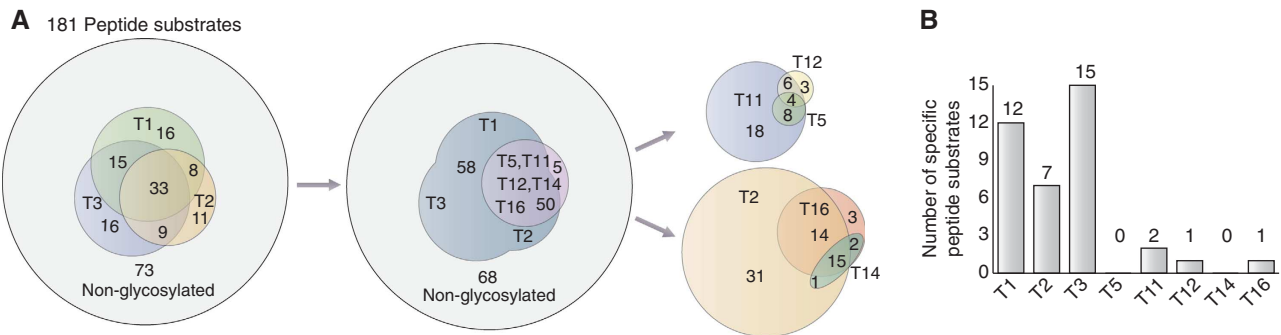 A
181 Peptide substrates
T1 16
15
8
33
T3
T2
16
11
9
73
Non-glycosylated
T1
58
T5,T11 5
T12,T14
T16 50
T3
T2
68
Non-glycosylated
T12
6 3
T11
4
8 T5
18
T2
T16 3
14
2
15
T14
31
1
B
Number of specific
peptide substrates
15
12
9
6
3
0
12
7
15
0
2
1
0
1
T1
T2
T3
T5
T11
T12
T14
T16